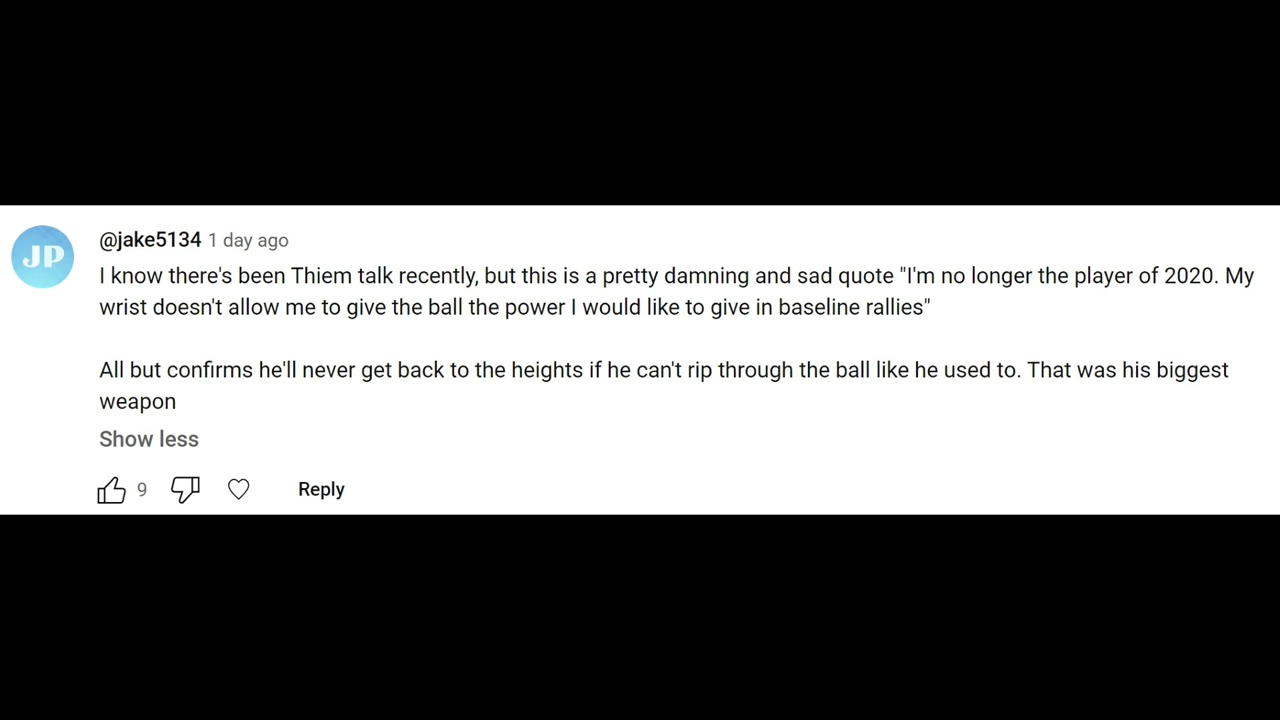 JP
@jake5134 1 day ago
I know there's been Thiem talk recently, but this is a pretty damning and sad quote "I'm no longer the player of 2020. My
wrist doesn't allow me to give the ball the power I would like to give in baseline rallies"
All but confirms he'll never get back to the heights if he can't rip through the ball like he used to. That was his biggest
weapon
Show less
9 Reply